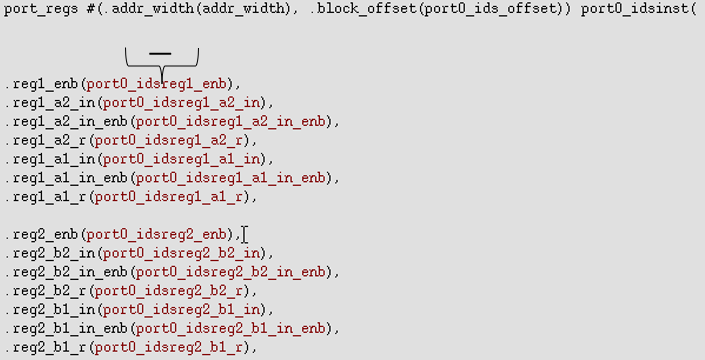 port_regs #(.addr_width(addr_width), .block_offset(port0_ids_offset)) port0_idsinst(
.reg1_enb(port0_idsreg1_enb),
.reg1_a2_in(port0_idsreg1_a2_in),
.reg1_a2_in_enb(port0_idsreg1_a2_in_enb),
.reg1_a2_r(port0_idsreg1_a2_r),
.reg1_a1_in(port0_idsreg1_a1_in),
.reg1_a1_in_enb(port0_idsreg1_a1_in_enb),
.reg1_a1_r(port0_idsreg1_a1_r),
.reg2_enb(port0_idsreg2_enb),
.reg2_b2_in(port0_idsreg2_b2_in),
.reg2_b2_in_enb(port0_idsreg2_b2_in_enb),
.reg2_b2_r(port0_idsreg2_b2_r),
.reg2_b1_in(port0_idsreg2_b1_in),
.reg2_b1_in_enb(port0_idsreg2_b1_in_enb),
.reg2_b1_r(port0_idsreg2_b1_r),